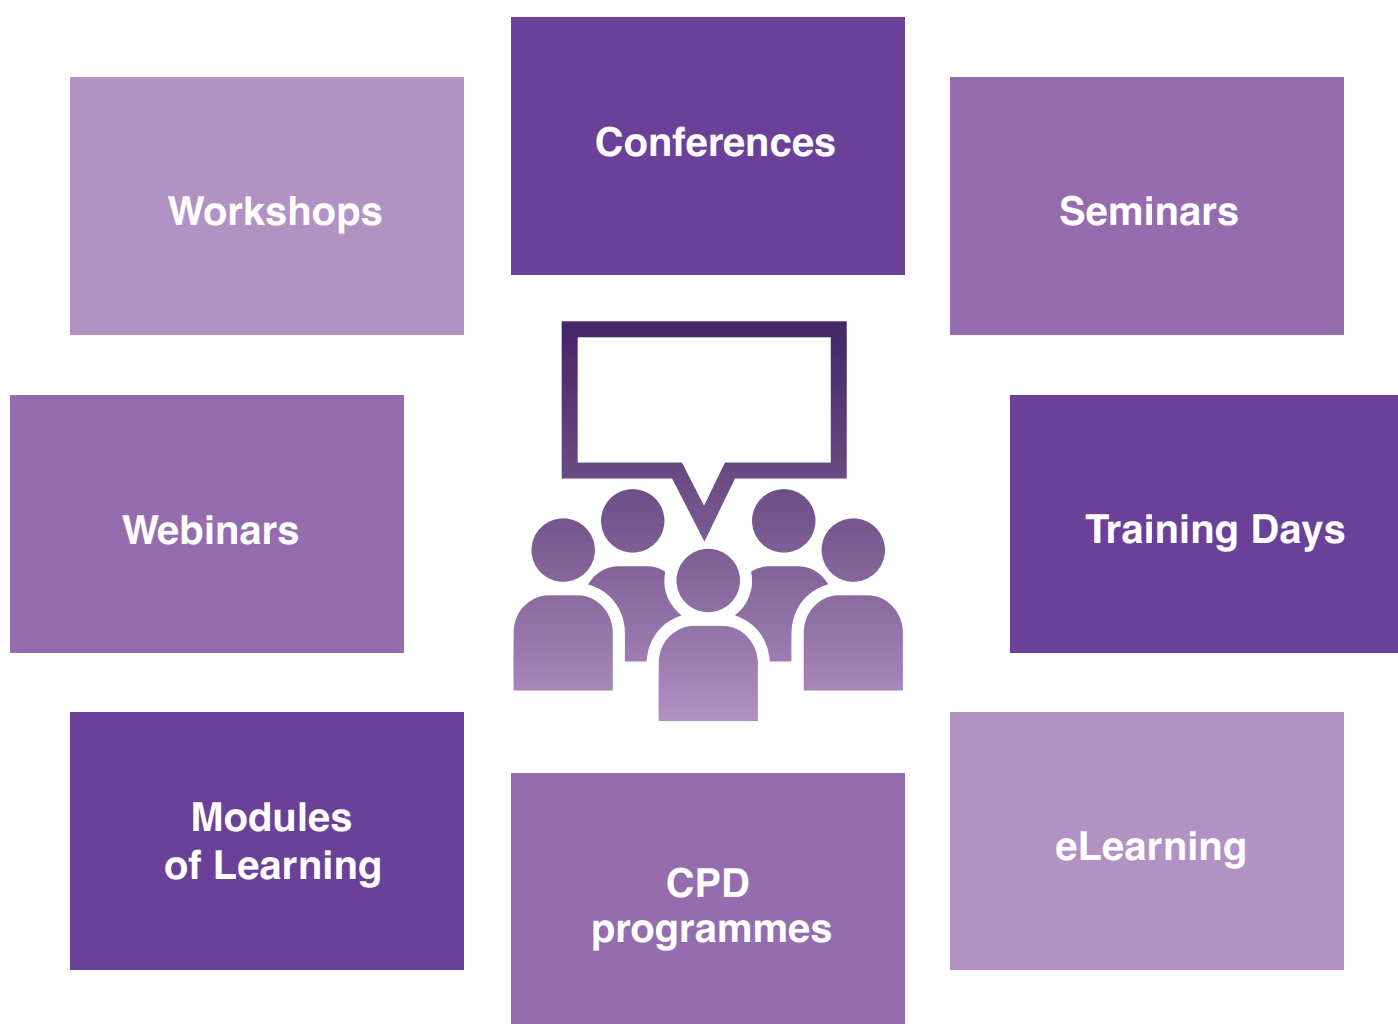 Conferences
Workshops
Seminars
Webinars
Training Days
Modules
of Learning
eLearning
CPD
programmes